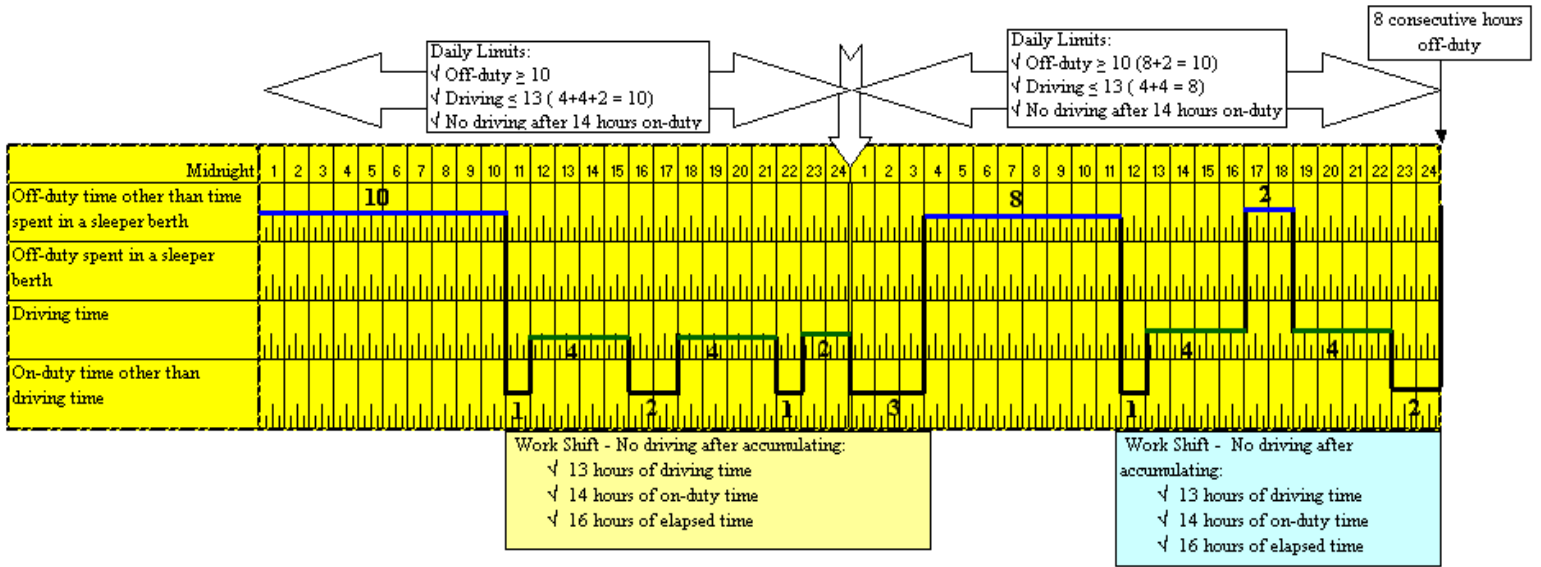 8 consecutive hours
off-duty
Daily Limits:
√ Off-duty ≥ 10
√ Driving ≤ 13 ( 4+4+2 = 10)
√ No driving after 14 hours on-duty
Daily Limits:
√ Off-duty ≥ 10 (8+2 = 10)
√ Driving ≤ 13 ( 4+4 = 8)
√ No driving after 14 hours on-duty
Midnight 1 2 3 4 5 6 7 8 9 10 11 12 13 14 15 16 17 18 19 20 21 22 23 24 1 2 3 4 5 6 7 8 9 10 11 12 13 14 15 16 17 18 19 20 21 22 23 24
Off-duty time other than time
spent in a sleeper berth
10 8 2
Off-duty spent in a sleeper
berth
Driving time
4 4 2 4 4
On-duty time other than
driving time
1 2 1 3 1 2
Work Shift - No driving after accumulating:
√ 13 hours of driving time
√ 14 hours of on-duty time
√ 16 hours of elapsed time
Work Shift - No driving after
accumulating:
√ 13 hours of driving time
√ 14 hours of on-duty time
√ 16 hours of elapsed time